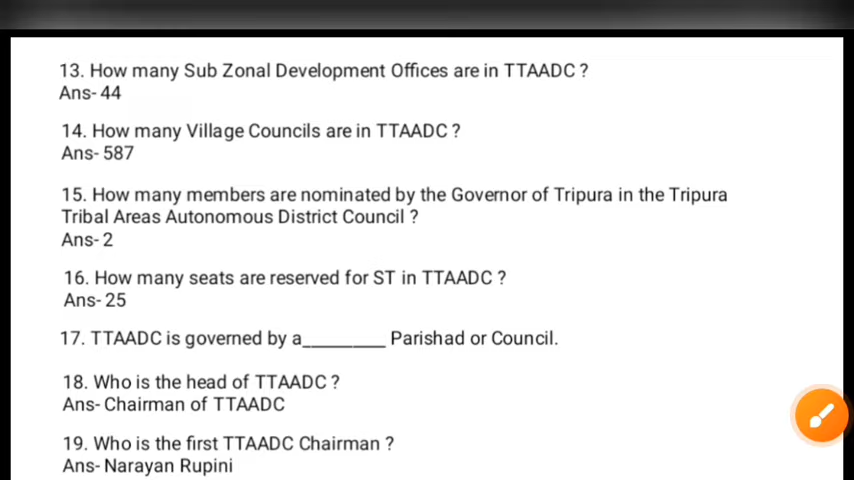 13. How many Sub Zonal Development Offices are in TTAADC ?
Ans- 44
14. How many Village Councils are in TTAADC ?
Ans- 587
15. How many members are nominated by the Governor of Tripura in the Tripura
Tribal Areas Autonomous District Council ?
Ans- 2
16. How many seats are reserved for ST in TTAADC ?
Ans- 25
17. TTAADC is governed by a________ Parishad or Council.
18. Who is the head of TTAADC ?
Ans- Chairman of TTAADC
19. Who is the first TTAADC Chairman ?
Ans- Narayan Rupini